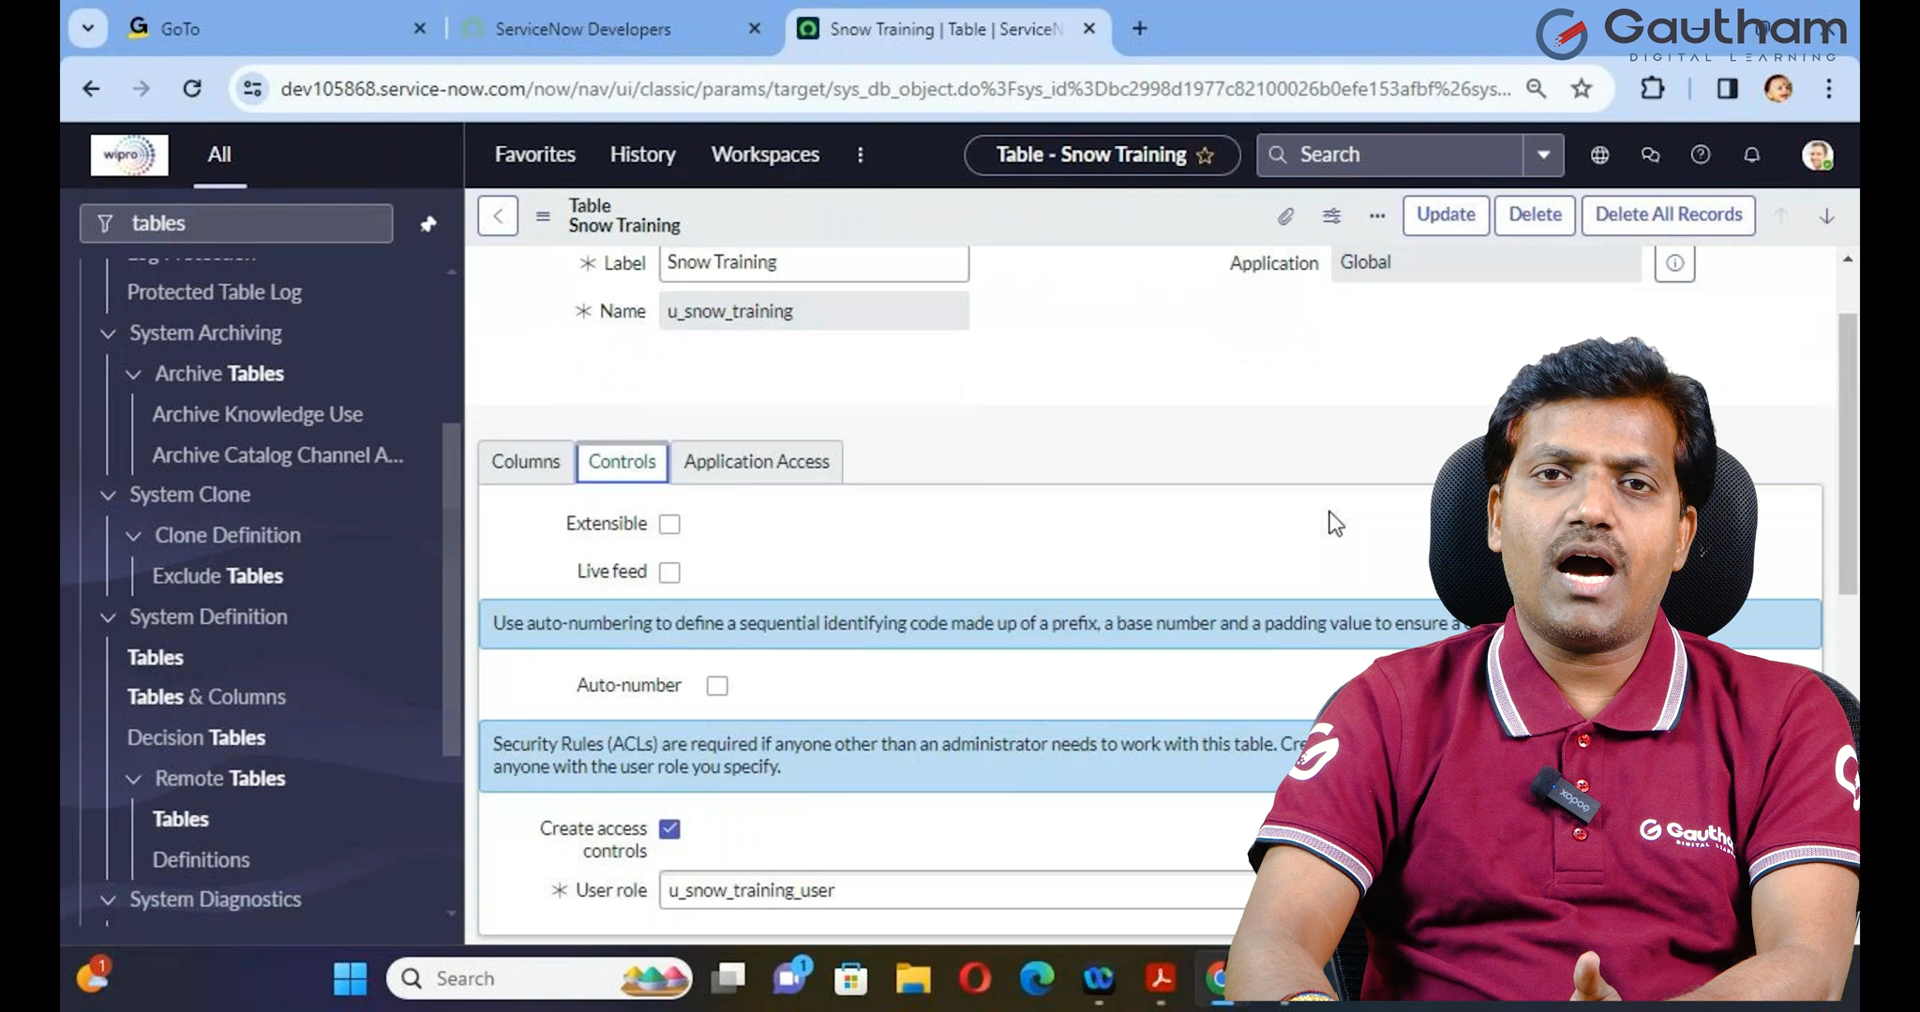 GoTo
ServiceNow Developers
Snow Training | Table | Service
Gautham
DIGITAL LEARNING
dev105868.service-now.com/now/nav/ui/classic/params/target/sys_db_object.do%3Fsys_id%3Dbc2998d1977c82100026b0efe153afbf%26sys...
wipro
All
Favorites
History
Workspaces
Table - Snow Training
Search
tables
Table
Snow Training
Update
Delete
Delete All Records
Protected Table Log
System Archiving
Archive Tables
Archive Knowledge Use
Archive Catalog Channel A...
System Clone
Clone Definition
Exclude Tables
System Definition
Tables
Tables & Columns
Decision Tables
Remote Tables
Tables
Definitions
System Diagnostics
* Label
Snow Training
Application
Global
* Name
u_snow_training
Columns
Controls
Application Access
Extensible
Live feed
Use auto-numbering to define a sequential identifying code made up of a prefix, a base number and a padding value to ensure a
Auto-number
Security Rules (ACLs) are required if anyone other than an administrator needs to work with this table.
anyone with the user role you specify.
Create access
controls
* User role
u_snow_training_user
Godox
Gautha
DIGITAL
1
Search
1